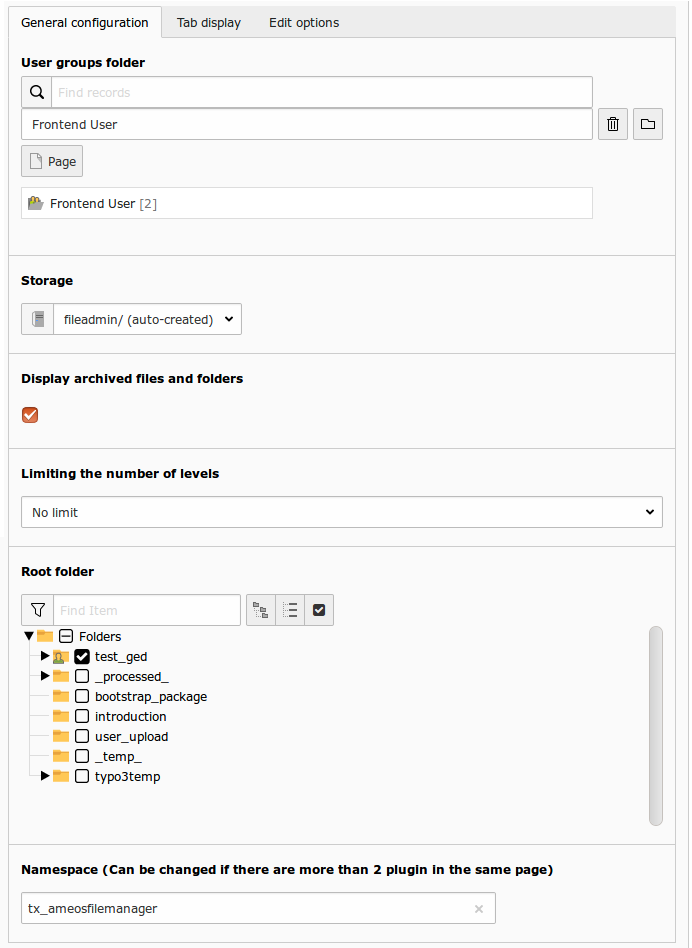 General configuration
Tab display
Edit options
User groups folder
Find records
Frontend User
Page
Frontend User [2]
Storage
fileadmin/ (auto-created)
Display archived files and folders
Limiting the number of levels
No limit
Root folder
Find Item
Folders
test_ged
_processed_
bootstrap_package
introduction
user_upload
_temp_
typo3temp
Namespace (Can be changed if there are more than 2 plugin in the same page)
tx_ameosfilemanager